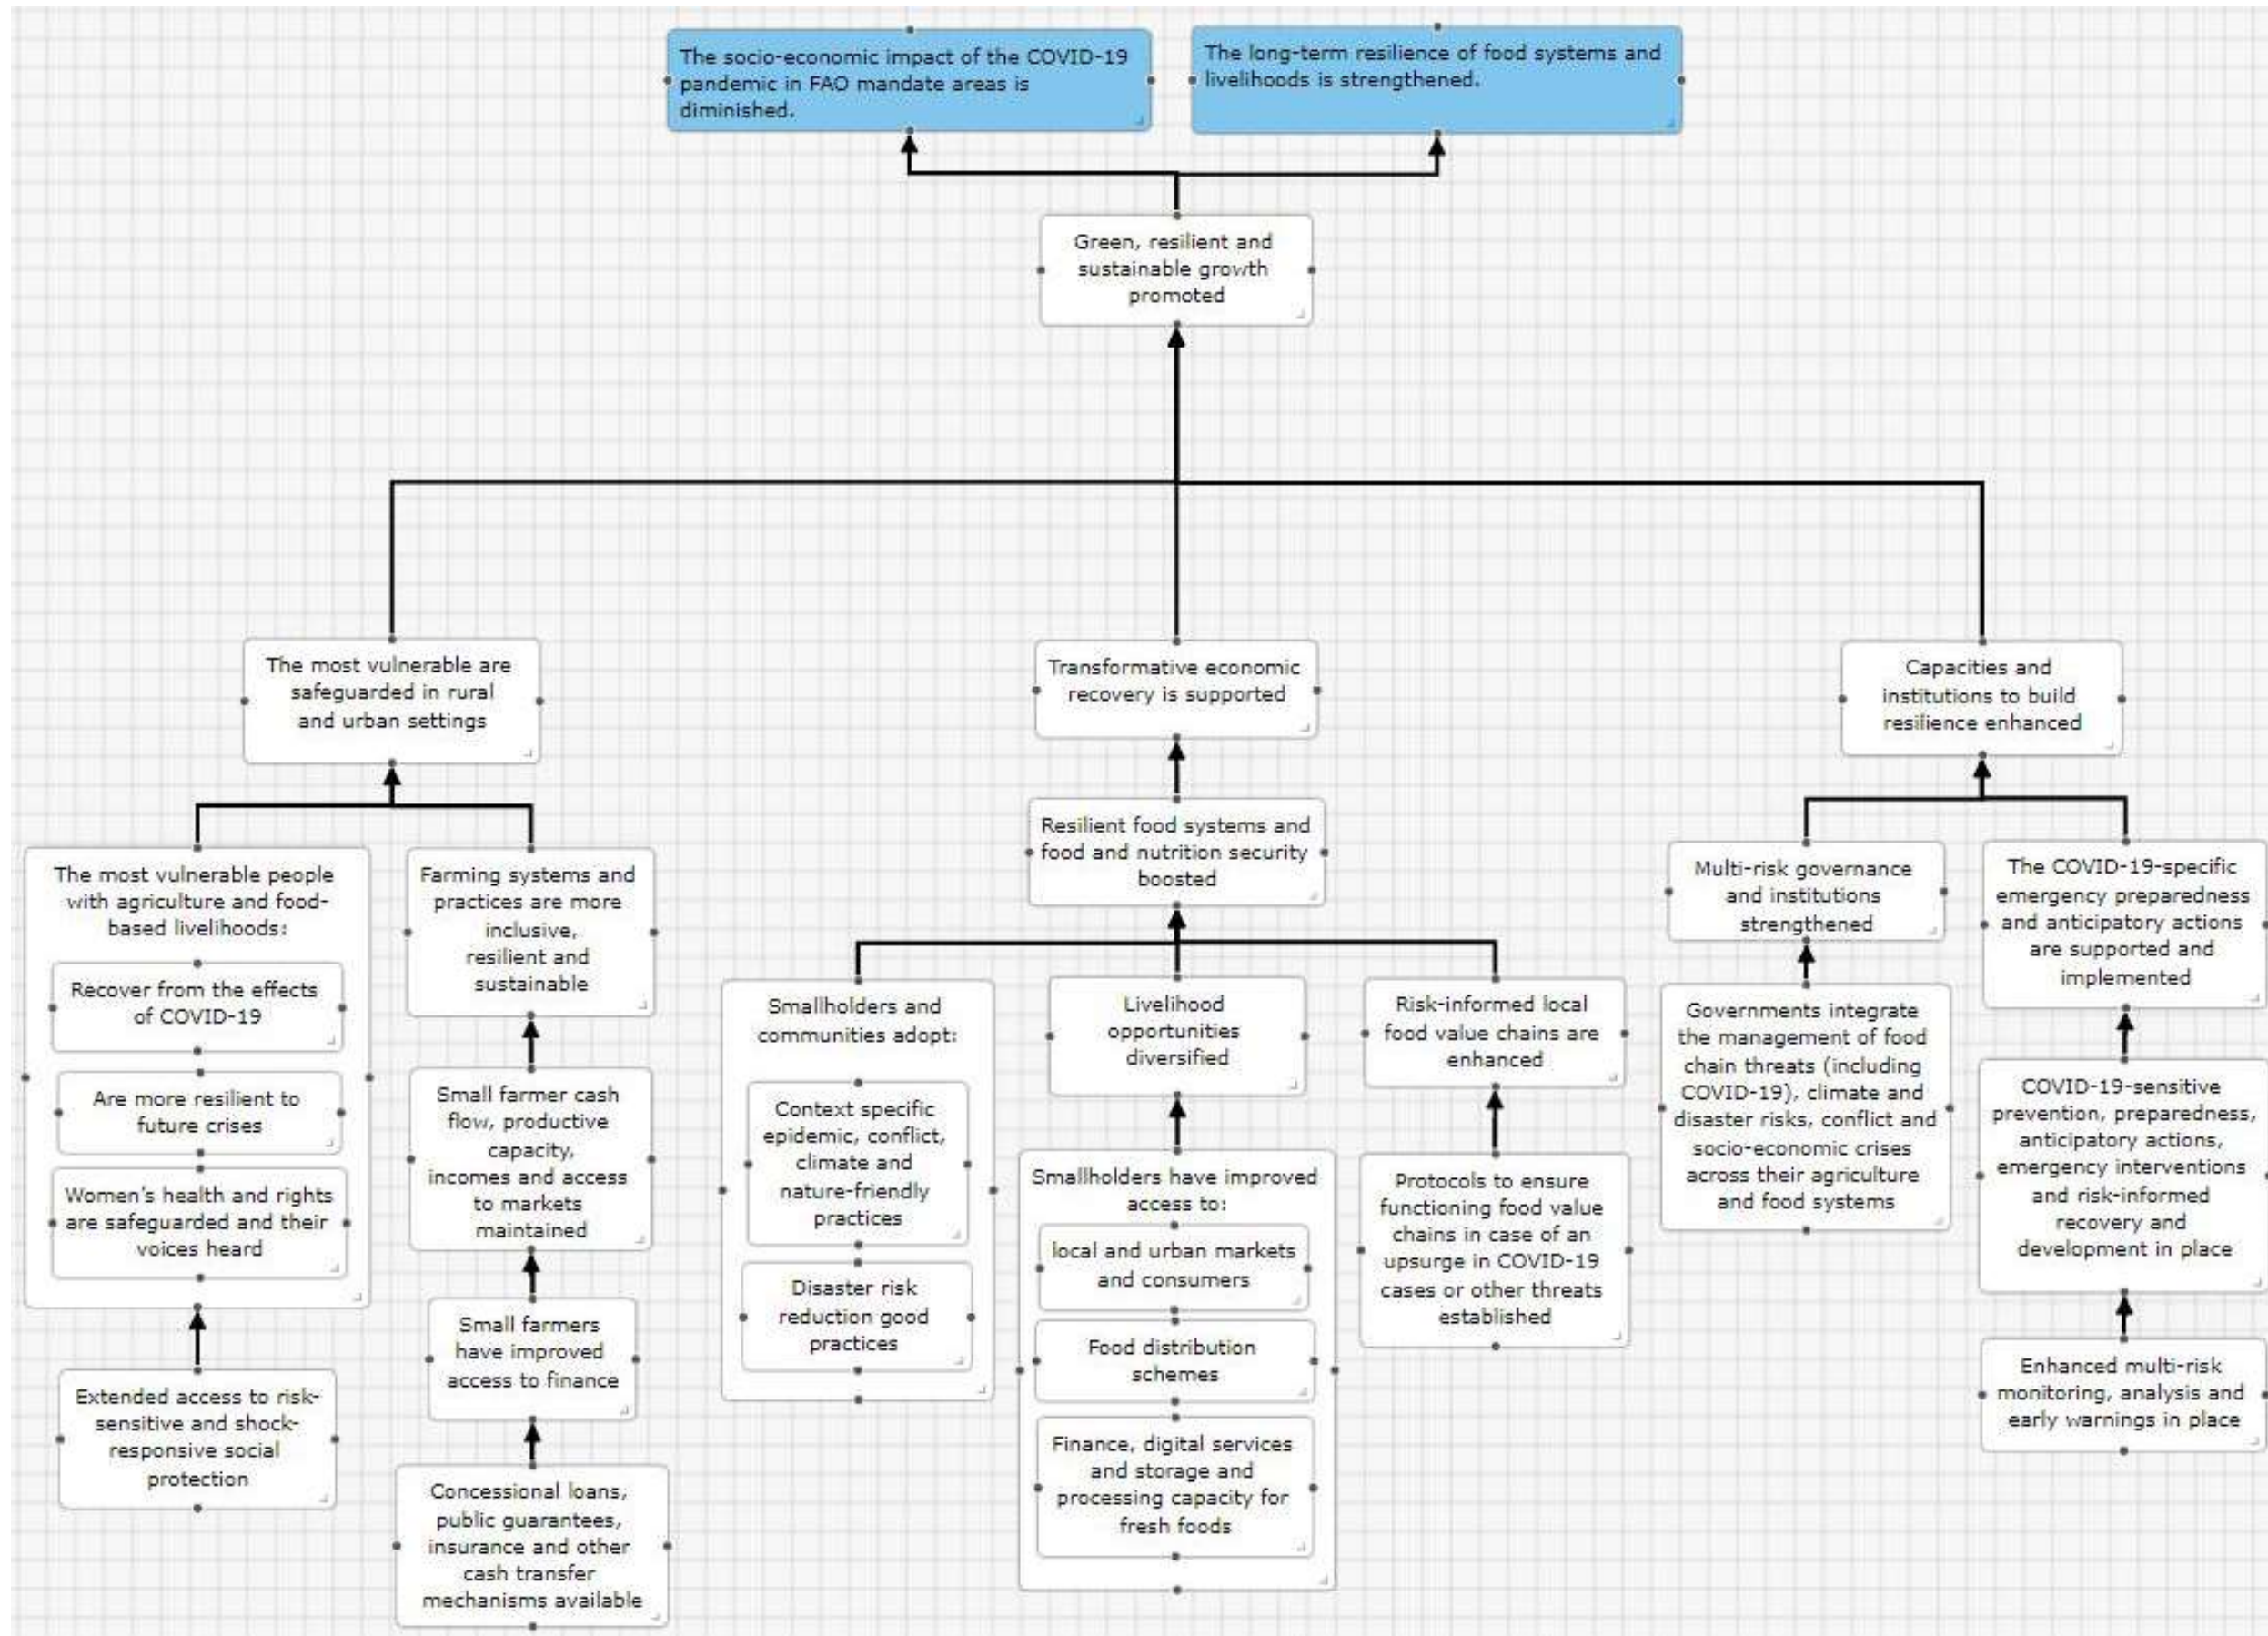 The socio-economic impact of the COVID-19
pandemic in FAO mandate areas is
diminished.
The long-term resilience of food systems and
livelihoods is strengthened.
Green, resilient and
sustainable growth
promoted
The most vulnerable are
safeguarded in rural
and urban settings
Transformative economic
recovery is supported
Capacities and
institutions to build
resilience enhanced
The most vulnerable people
with agriculture and food-
based livelihoods:
Recover from the effects
of COVID-19
Are more resilient to
future crises
Women's health and rights
are safeguarded and their
voices heard
Extended access to risk-
sensitive and shock-
responsive social
protection
Farming systems and
practices are more
inclusive,
resilient and
sustainable
Small farmer cash
flow, productive
capacity,
incomes and access
to markets
maintained
Small farmers
have improved
access to finance
Concessional loans,
public guarantees,
insurance and other
cash transfer
mechanisms available
Resilient food systems and
food and nutrition security
boosted
Smallholders and
communities adopt:
Context specific
epidemic, conflict,
climate and
nature-friendly
practices
Disaster risk
reduction good
practices
Livelihood
opportunities
diversified
Smallholders have improved
access to:
local and urban markets
and consumers
Food distribution
schemes
Finance, digital services
and storage and
processing capacity for
fresh foods
Risk-informed local
food value chains are
enhanced
Protocols to ensure
functioning food value
chains in case of an
upsurge in COVID-19
cases or other threats
established
Multi-risk governance
and institutions
strengthened
Governments integrate
the management of food
chain threats (including
COVID-19), climate and
disaster risks, conflict and
socio-economic crises
across their agriculture
and food systems
The COVID-19-specific
emergency preparedness
and anticipatory actions
are supported and
implemented
COVID-19-sensitive
prevention, preparedness,
anticipatory actions,
emergency interventions
and risk-informed
recovery and
development in place
Enhanced multi-risk
monitoring, analysis and
early warnings in place